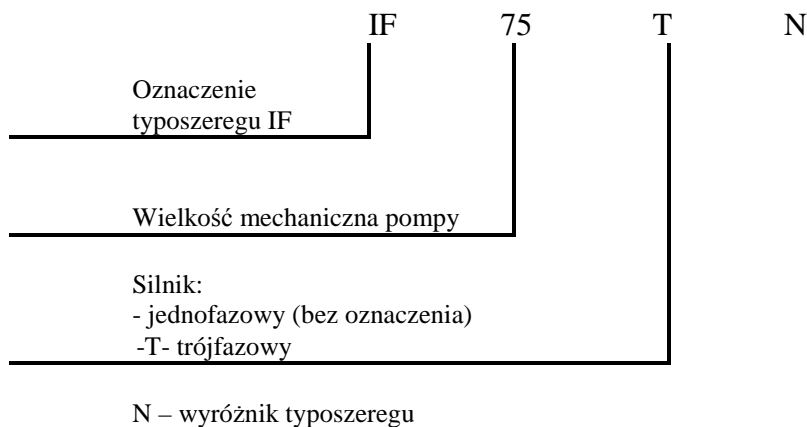 IF 75 T N
Oznaczenie
typoszeregu IF
Wielkość mechaniczna pompy
Silnik:
- jednofazowy (bez oznaczenia)
-T- trójfazowy
N – wyróżnik typoszeregu